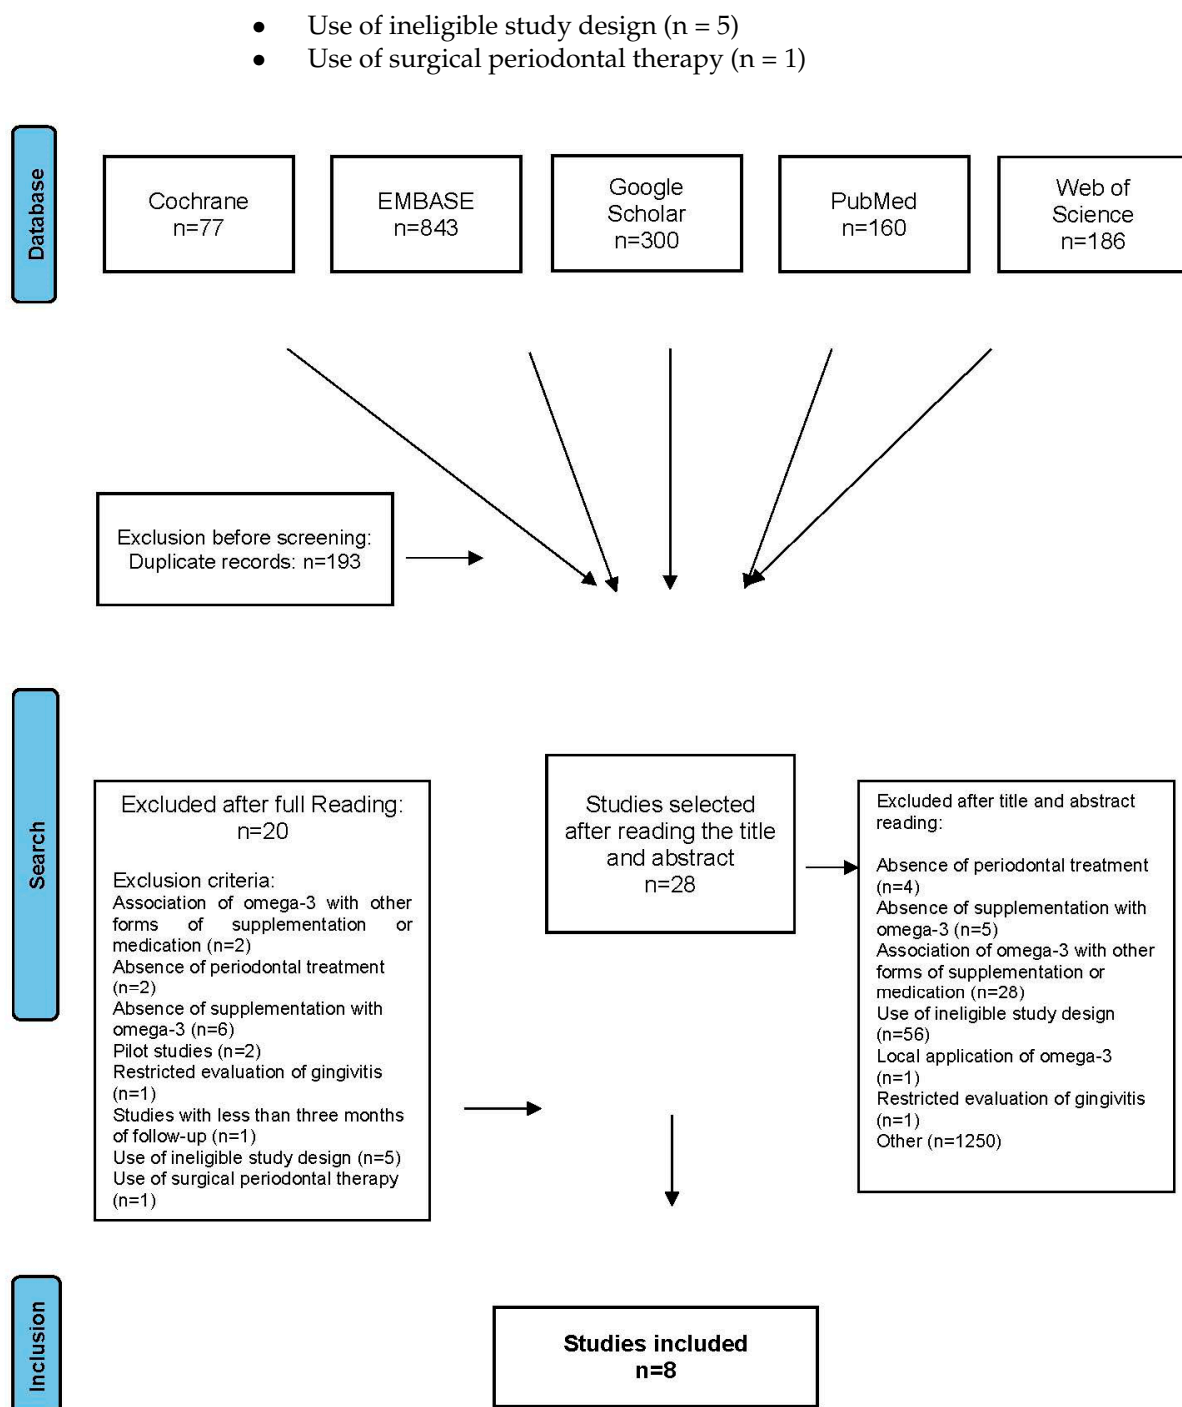 • Use of ineligible study design (n = 5)
• Use of surgical periodontal therapy (n = 1)
Database
Cochrane
n=77
EMBASE
n=843
Google
Scholar
n=300
PubMed
n=160
Web of
Science
n=186
Exclusion before screening:
Duplicate records: n=193
Search
Excluded after full Reading:
n=20
Exclusion criteria:
Association of omega-3 with other
forms of supplementation or
medication (n=2)
Absence of periodontal treatment
(n=2)
Absence of supplementation with
omega-3 (n=6)
Pilot studies (n=2)
Restricted evaluation of gingivitis
(n=1)
Studies with less than three months
of follow-up (n=1)
Use of ineligible study design (n=5)
Use of surgical periodontal therapy
(n=1)
Studies selected
after reading the title
and abstract
n=28
Excluded after title and abstract
reading:
Absence of periodontal treatment
(n=4)
Absence of supplementation with
omega-3 (n=5)
Association of omega-3 with other
forms of supplementation or
medication (n=28)
Use of ineligible study design
(n=56)
Local application of omega-3
(n=1)
Restricted evaluation of gingivitis
(n=1)
Other (n=1250)
Inclusion
Studies included
n=8